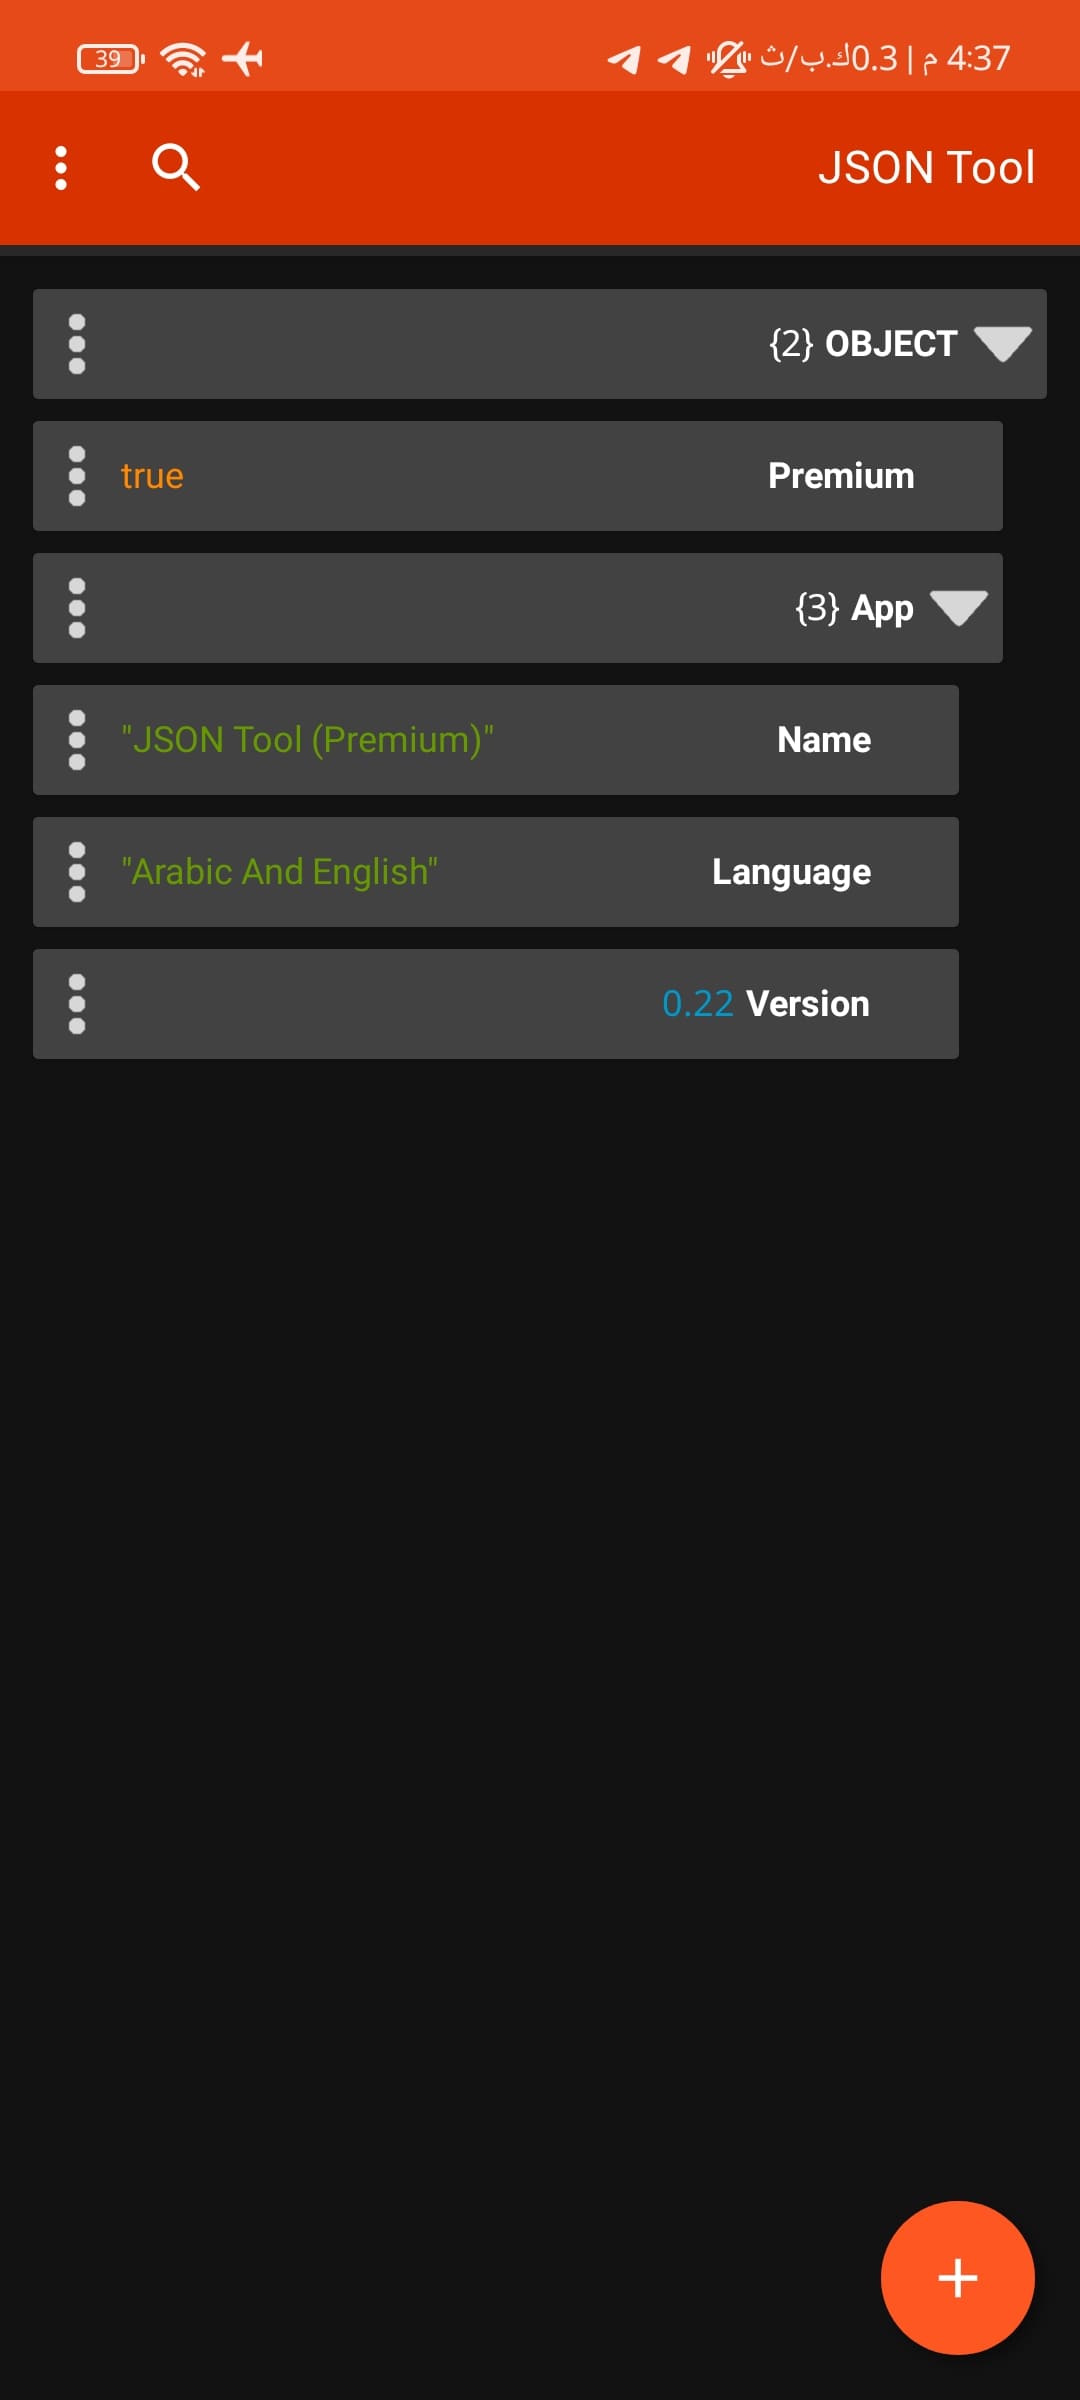 4:37 م | 0.3ك.ب/ث 39
JSON Tool
OBJECT {2}
Premium true
App {3}
Name "JSON Tool (Premium)"
Language "Arabic And English"
Version 0.22